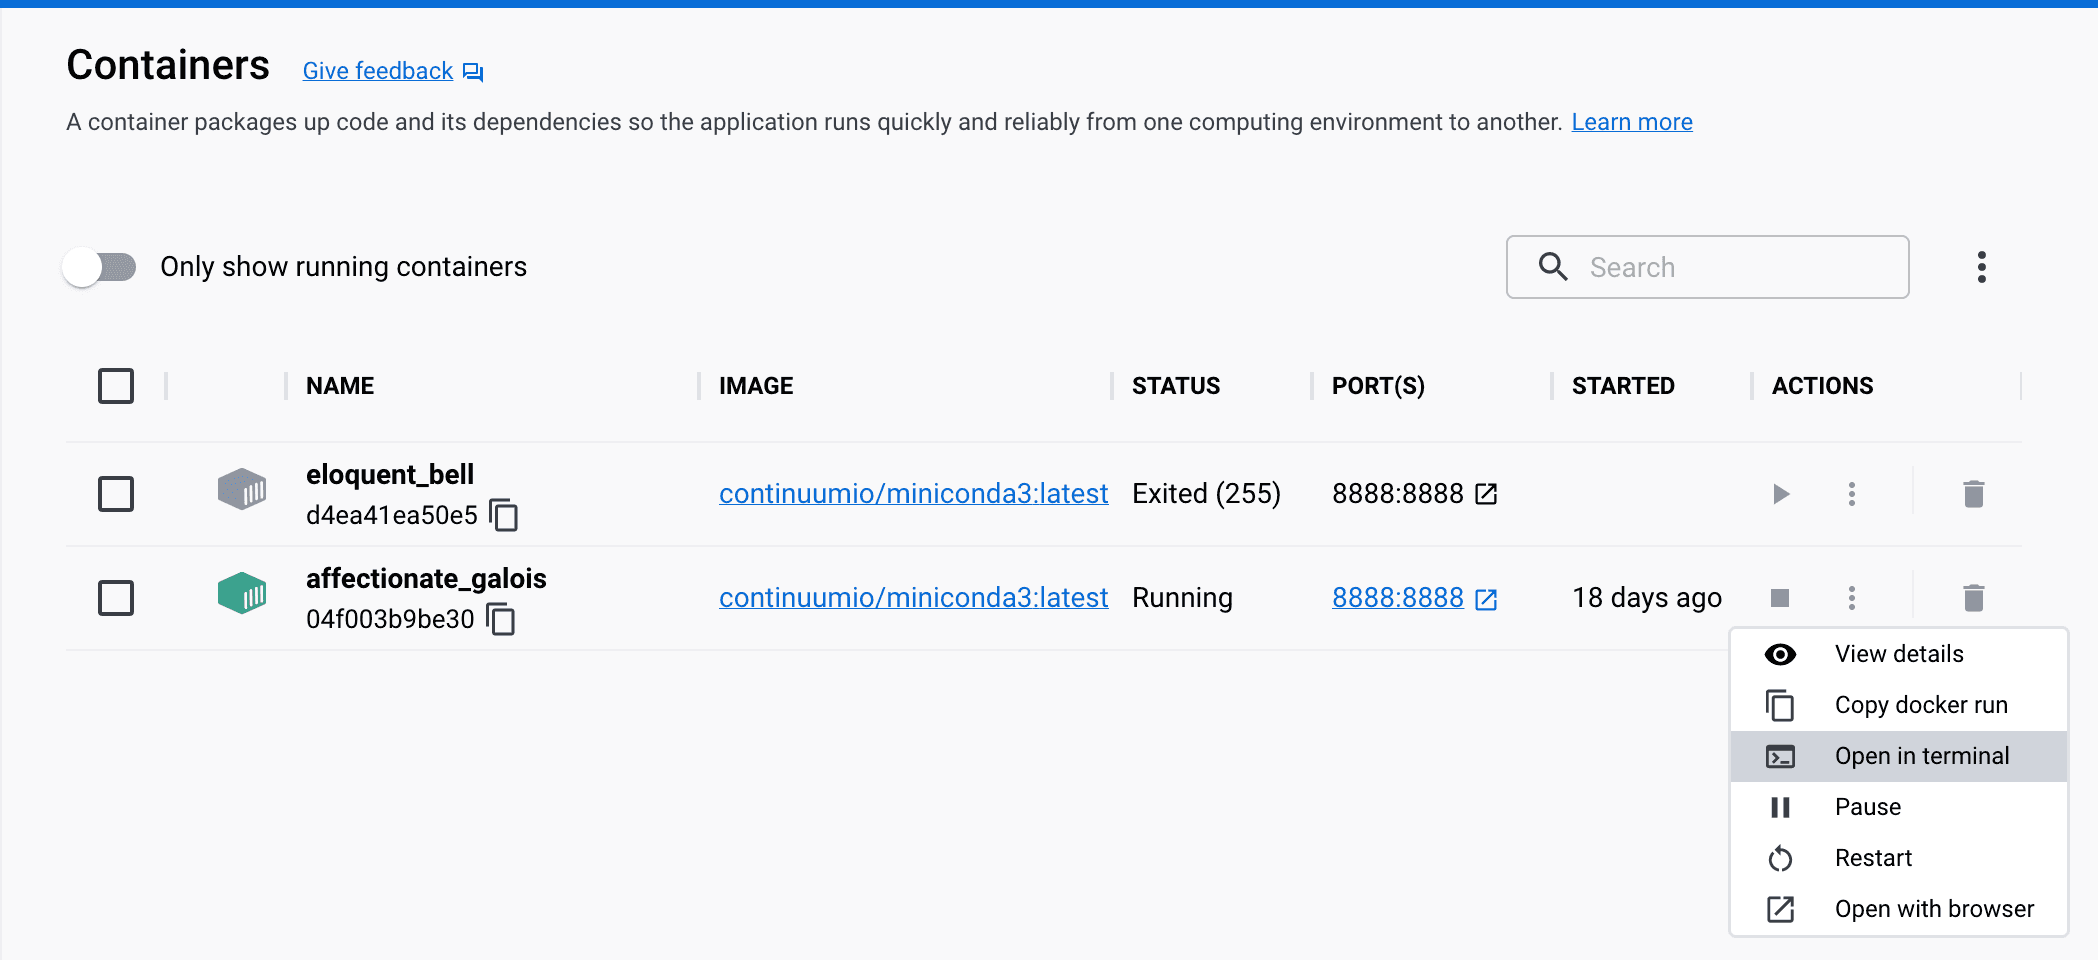 Containers Give feedback
A container packages up code and its dependencies so the application runs quickly and reliably from one computing environment to another. Learn more
Only show running containers Search
NAME IMAGE STATUS PORT(S) STARTED ACTIONS
eloquent_bell
d4ea41ea50e5
continuumio/miniconda3:latest Exited (255) 8888:8888
affectionate_galois
04f003b9be30
continuumio/miniconda3:latest Running 8888:8888 18 days ago
View details
Copy docker run
Open in terminal
Pause
Restart
Open with browser